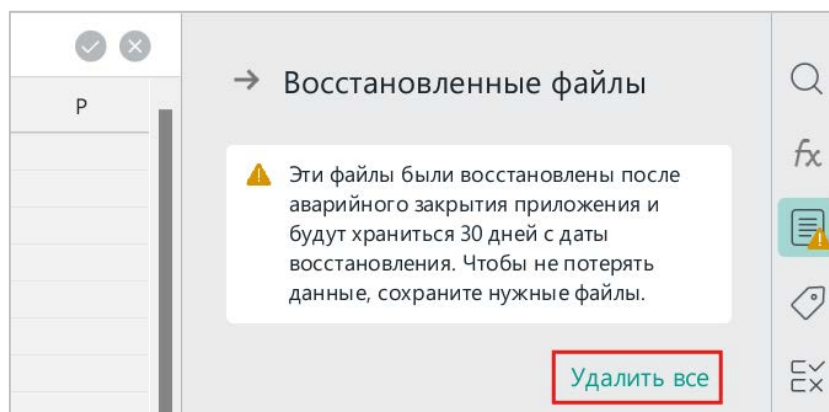 Восстановленные файлы
P
Эти файлы были восстановлены после
аварийного закрытия приложения и
будут храниться 30 дней с даты
восстановления. Чтобы не потерять
данные, сохраните нужные файлы.
Удалить все
fx